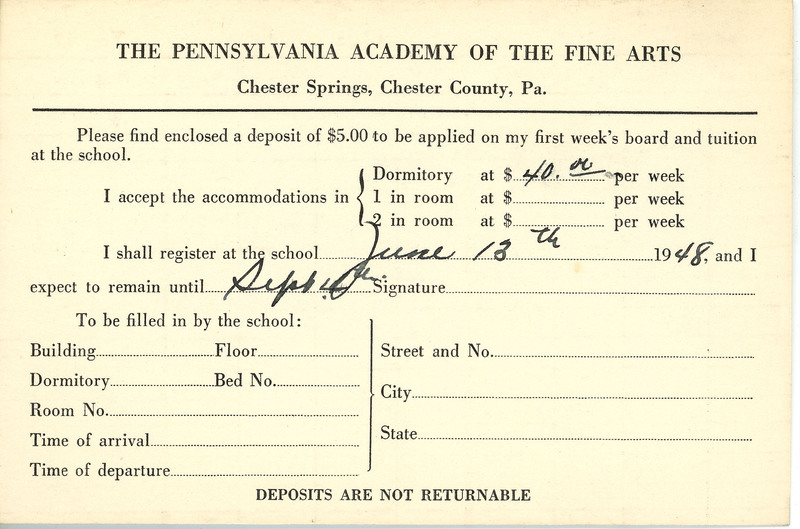 THE PENNSYLVANIA ACADEMY OF THE FINE ARTS
Chester Springs, Chester County, Pa.
Please find enclosed a deposit of $5.00 to be applied on my first week's board and tuition
at the school.
Dormitory at $ 40.00 per week
I accept the accommodations in { 1 in room at $ per week
2 in room at $ per week
I shall register at the school June 13th 1948, and I
expect to remain until Sept. Signature
To be filled in by the school:
Building Floor
Dormitory Bed No.
Room No.
Time of arrival
Time of departure
Street and No.
City
State
DEPOSITS ARE NOT RETURNABLE